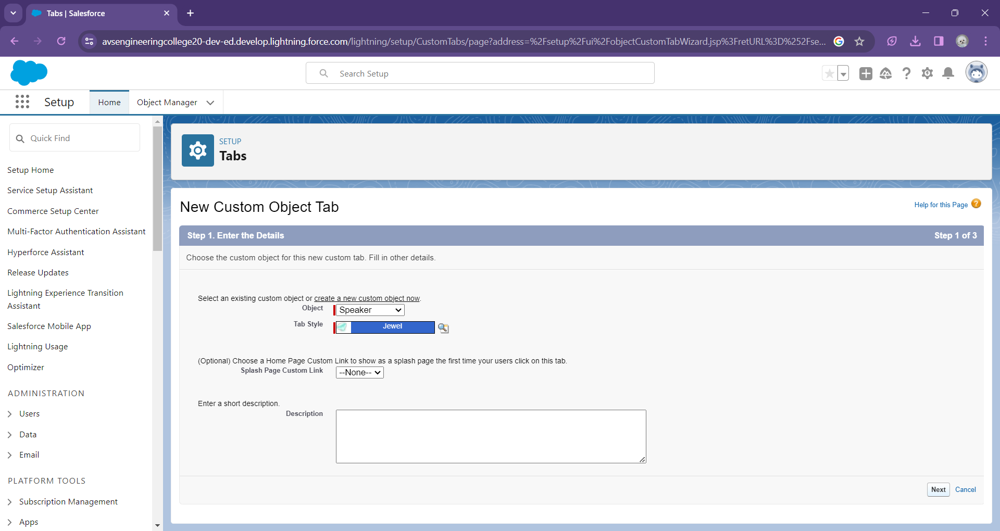 Tabs | Salesforce
avsengineeringcollege20-dev-ed.develop.lightning.force.com/lightning/setup/CustomTabs/page?address=%2Fsetup%2Fui%2FobjectCustomTabWizard.jsp%3FretURL%3D%252Fse...
Search Setup
Setup
Home
Object Manager
Quick Find
Setup Home
Service Setup Assistant
Commerce Setup Center
Multi-Factor Authentication Assistant
Hyperforce Assistant
Release Updates
Lightning Experience Transition
Assistant
Salesforce Mobile App
Lightning Usage
Optimizer
ADMINISTRATION
Users
Data
Email
PLATFORM TOOLS
Subscription Management
Apps
SETUP
Tabs
New Custom Object Tab
Help for this Page
Step 1. Enter the Details
Step 1 of 3
Choose the custom object for this new custom tab. Fill in other details.
Select an existing custom object or create a new custom object now.
Object
Speaker
Tab Style
Jewel
(Optional) Choose a Home Page Custom Link to show as a splash page the first time your users click on this tab.
Splash Page Custom Link
--None--
Enter a short description.
Description
Next
Cancel